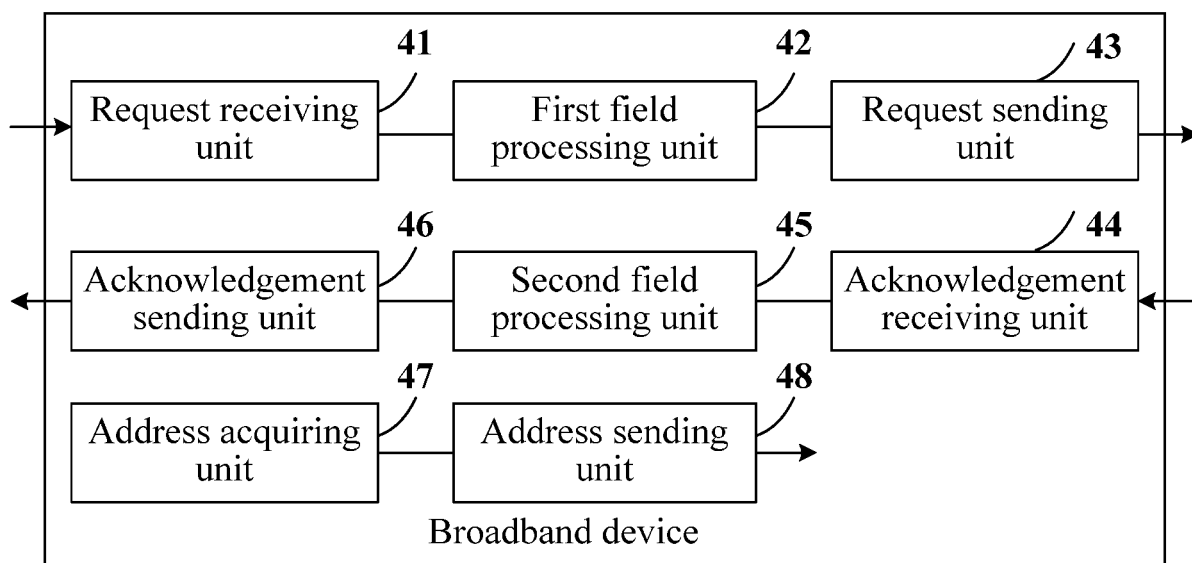 41
42
43
Request receiving
unit
First field
processing unit
Request sending
unit
46
45
44
Acknowledgement
sending unit
Second field
processing unit
Acknowledgement
receiving unit
47
48
Address acquiring
unit
Address sending
unit
Broadband device